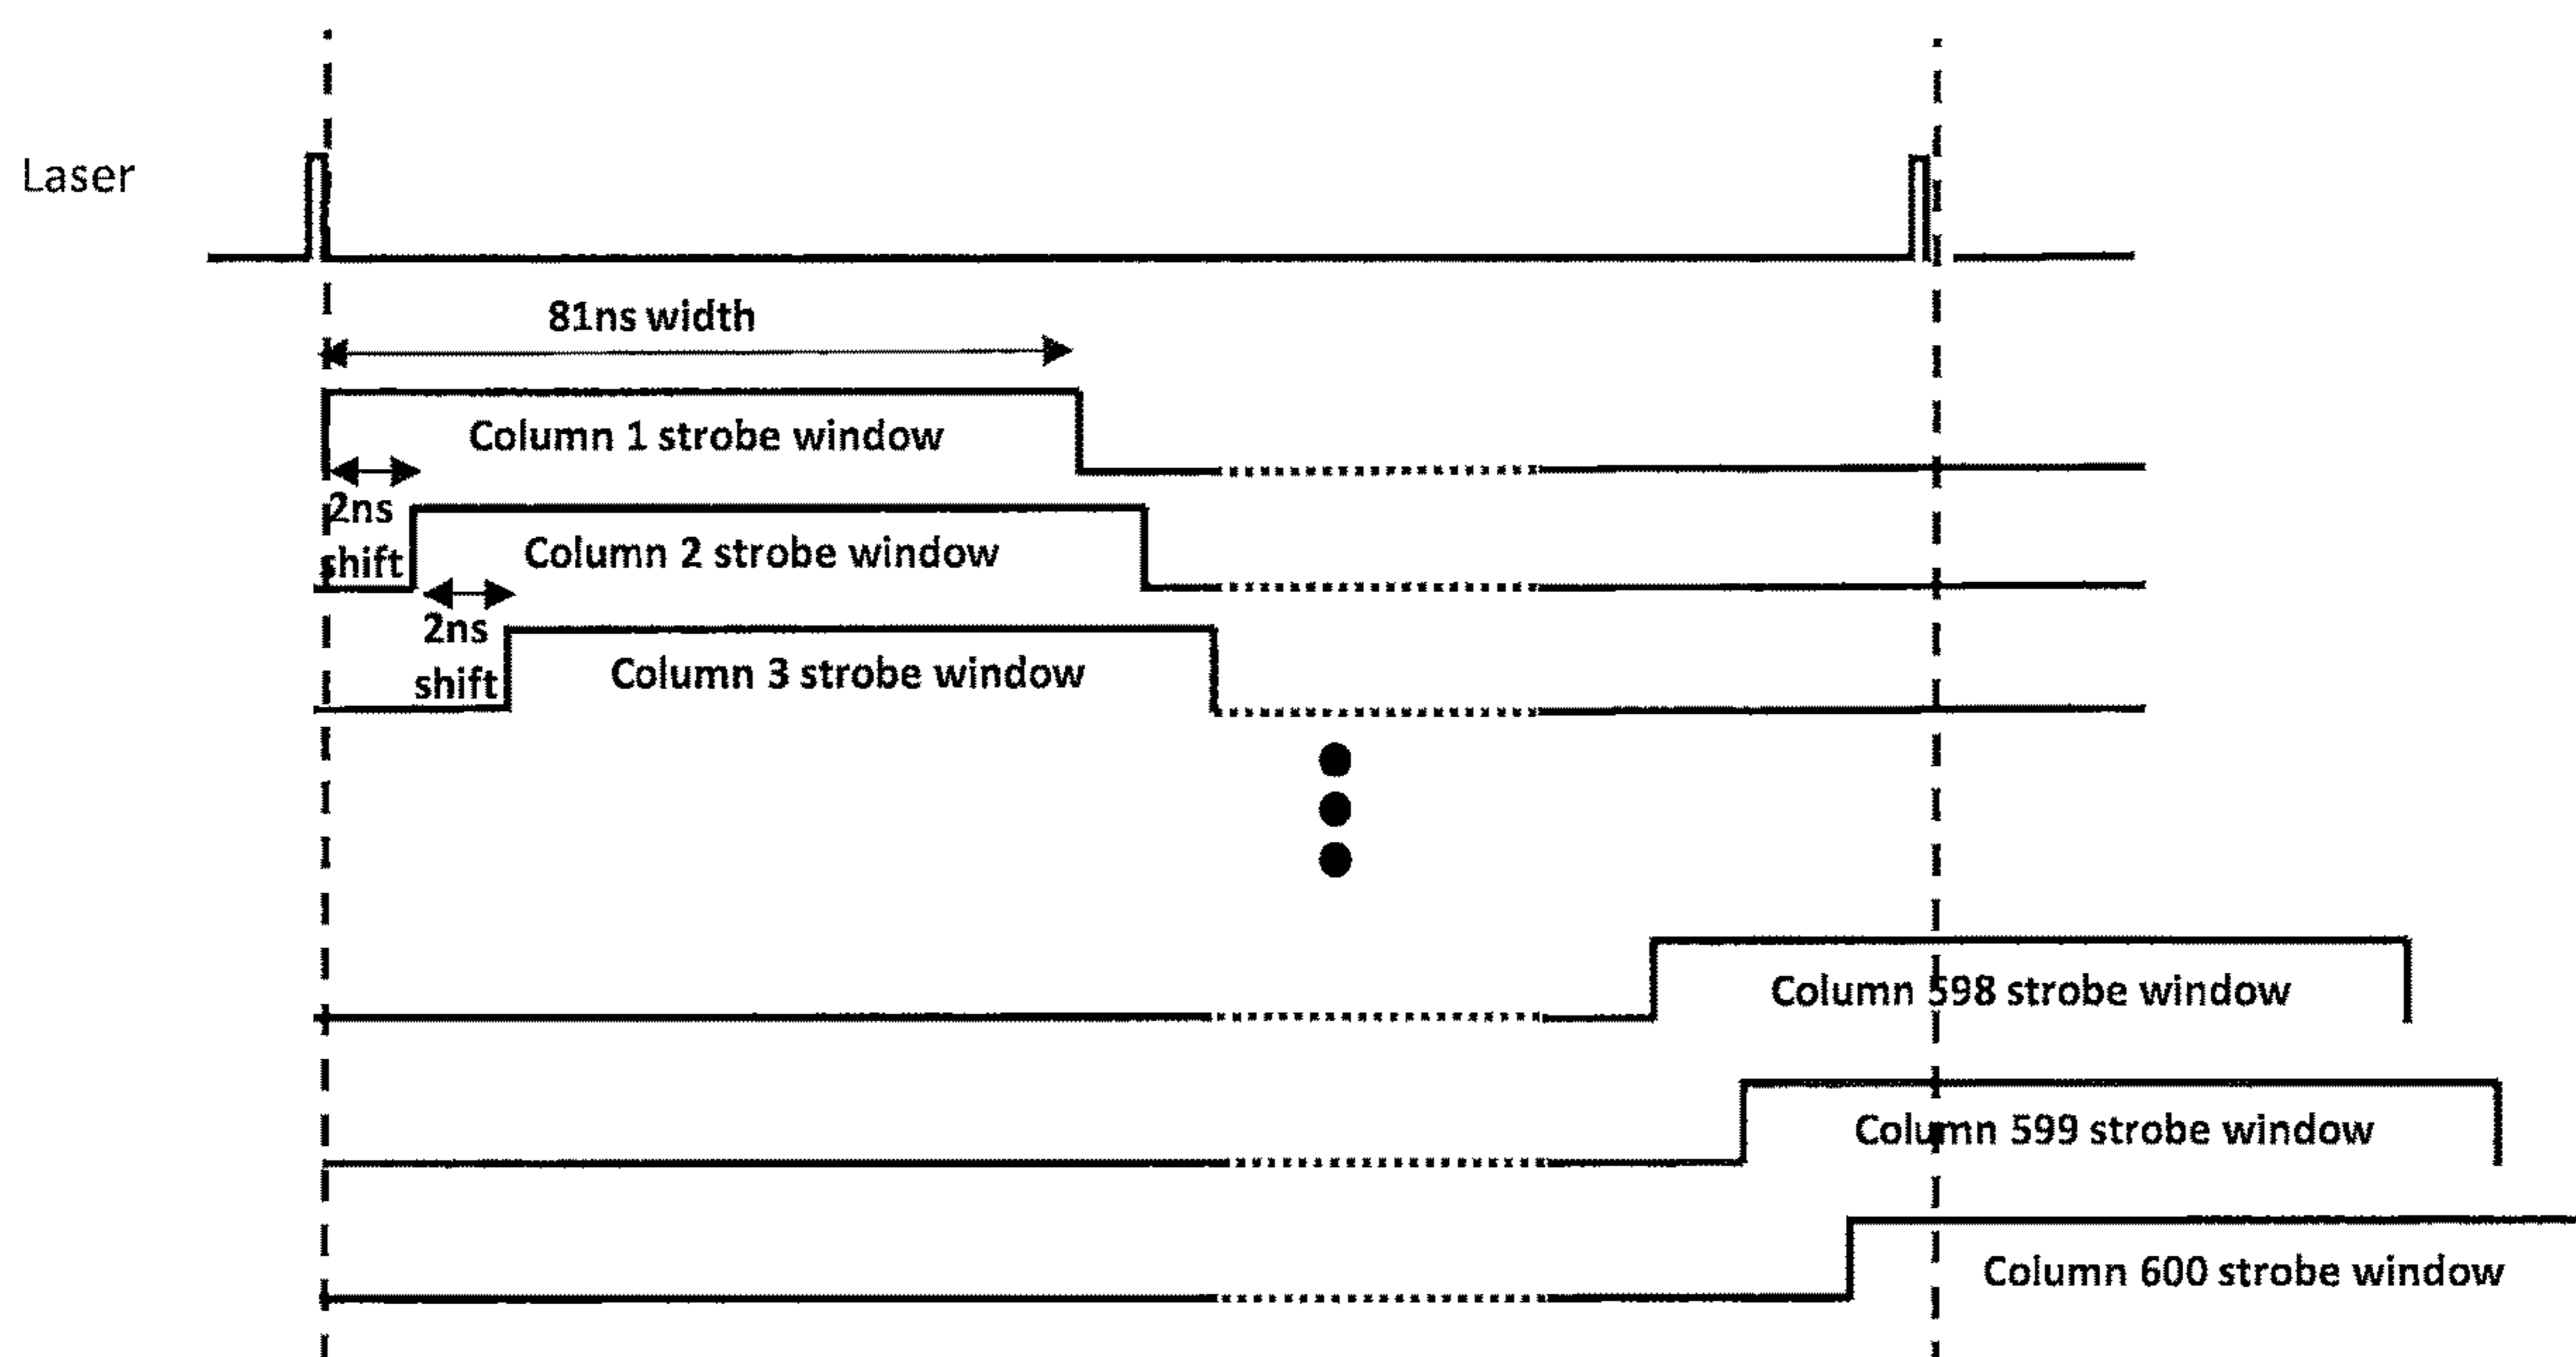 Laser
81ns width
Column 1 strobe window
2ns
shift
Column 2 strobe window
2ns
shift
Column 3 strobe window
Column 598 strobe window
Column 599 strobe window
Column 600 strobe window